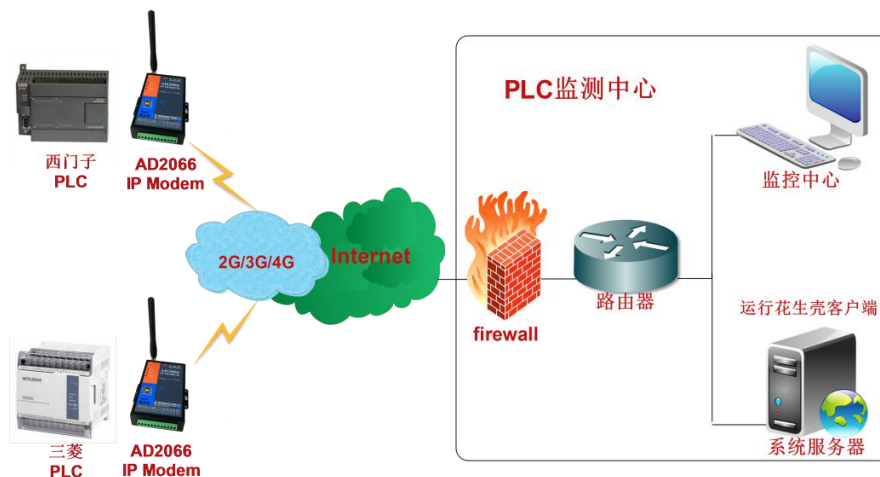 PLC监测中心
西门子
PLC
AD2066
IP Modem
监控中心
2G/3G/4G
Internet
firewall
路由器
运行花生壳客户端
三菱
PLC
AD2066
IP Modem
系统服务器